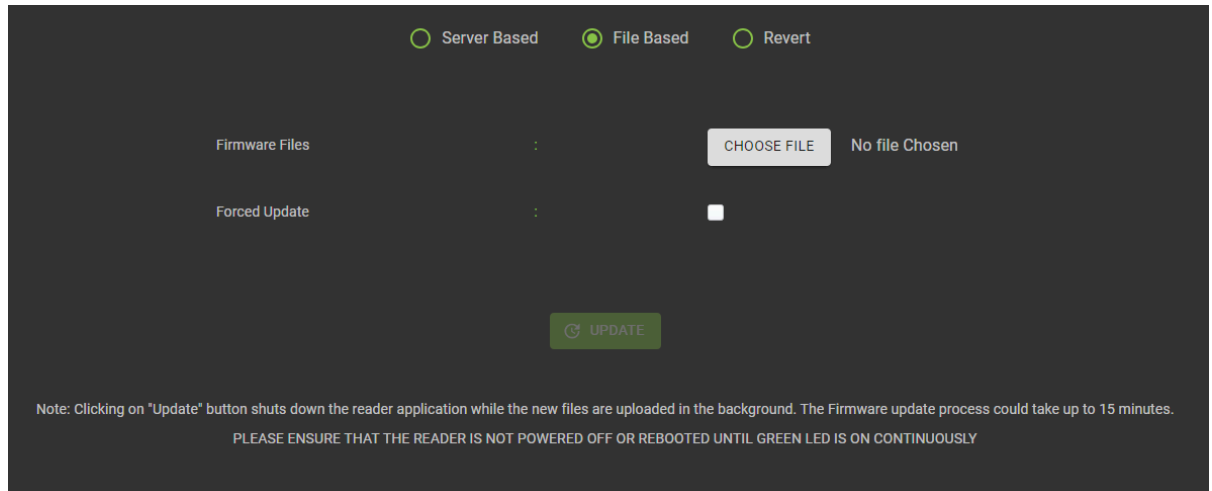 Server Based File Based Revert
Firmware Files : CHOOSE FILE No file Chosen
Forced Update :
UPDATE
Note: Clicking on "Update" button shuts down the reader application while the new files are uploaded in the background. The Firmware update process could take up to 15 minutes.
PLEASE ENSURE THAT THE READER IS NOT POWERED OFF OR REBOOTED UNTIL GREEN LED IS ON CONTINUOUSLY